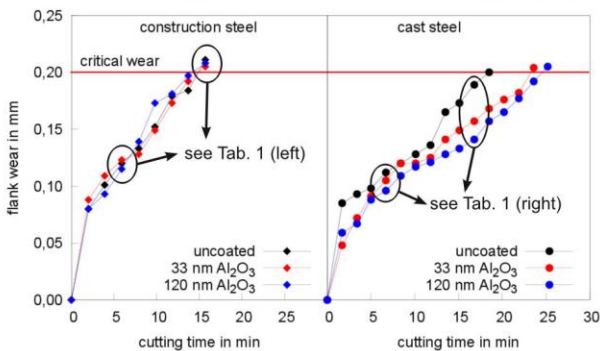 construction steel
cast steel
critical wear
0,20
0,15
0,10
0,05
0,00
flank wear in mm
see Tab. 1 (left)
see Tab. 1 (right)
uncoated
33 nm Al₂O₃
120 nm Al₂O₃
uncoated
33 nm Al₂O₃
120 nm Al₂O₃
0 5 10 15 20 25
0 5 10 15 20 25 30
cutting time in min
cutting time in min